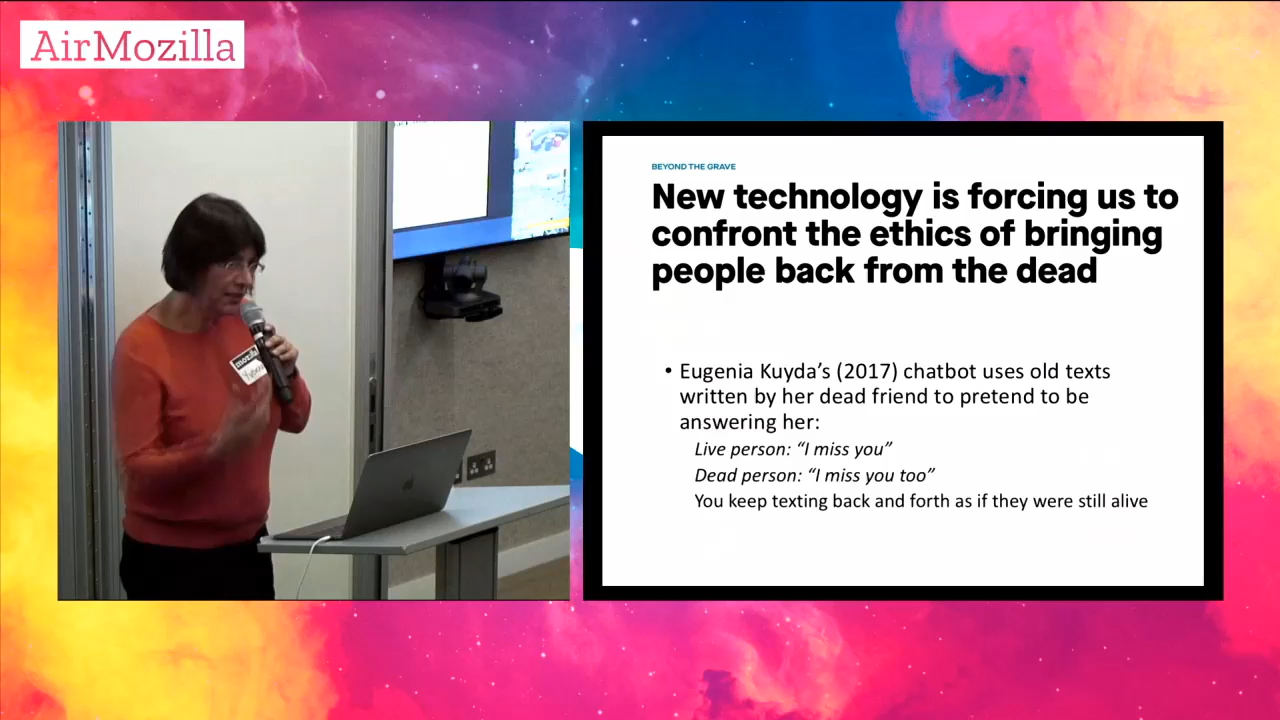 AirMozilla
mozilla
BEYOND THE GRAVE
New technology is forcing us to
confront the ethics of bringing
people back from the dead
• Eugenia Kuyda’s (2017) chatbot uses old texts
written by her dead friend to pretend to be
answering her:
Live person: “I miss you”
Dead person: “I miss you too”
You keep texting back and forth as if they were still alive